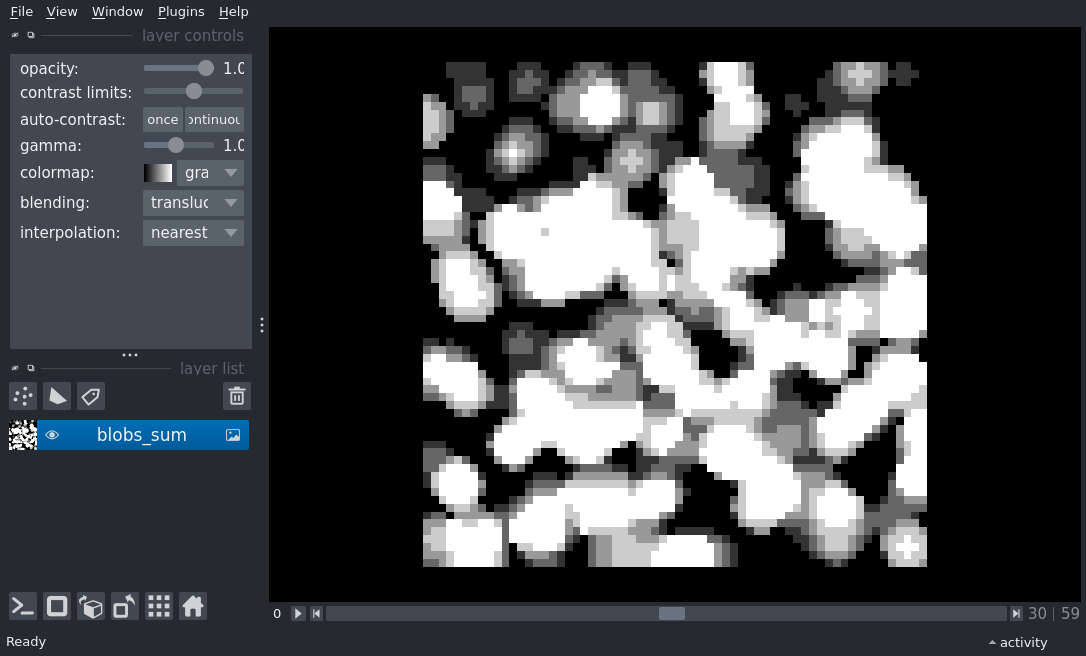 File View Window Plugins Help
layer controls
opacity: 1.0
contrast limits:
auto-contrast: once ontinuou
gamma: 1.0
colormap: gra
blending: transluc
interpolation: nearest
layer list
blobs_sum
0 30 | 59
Ready activity